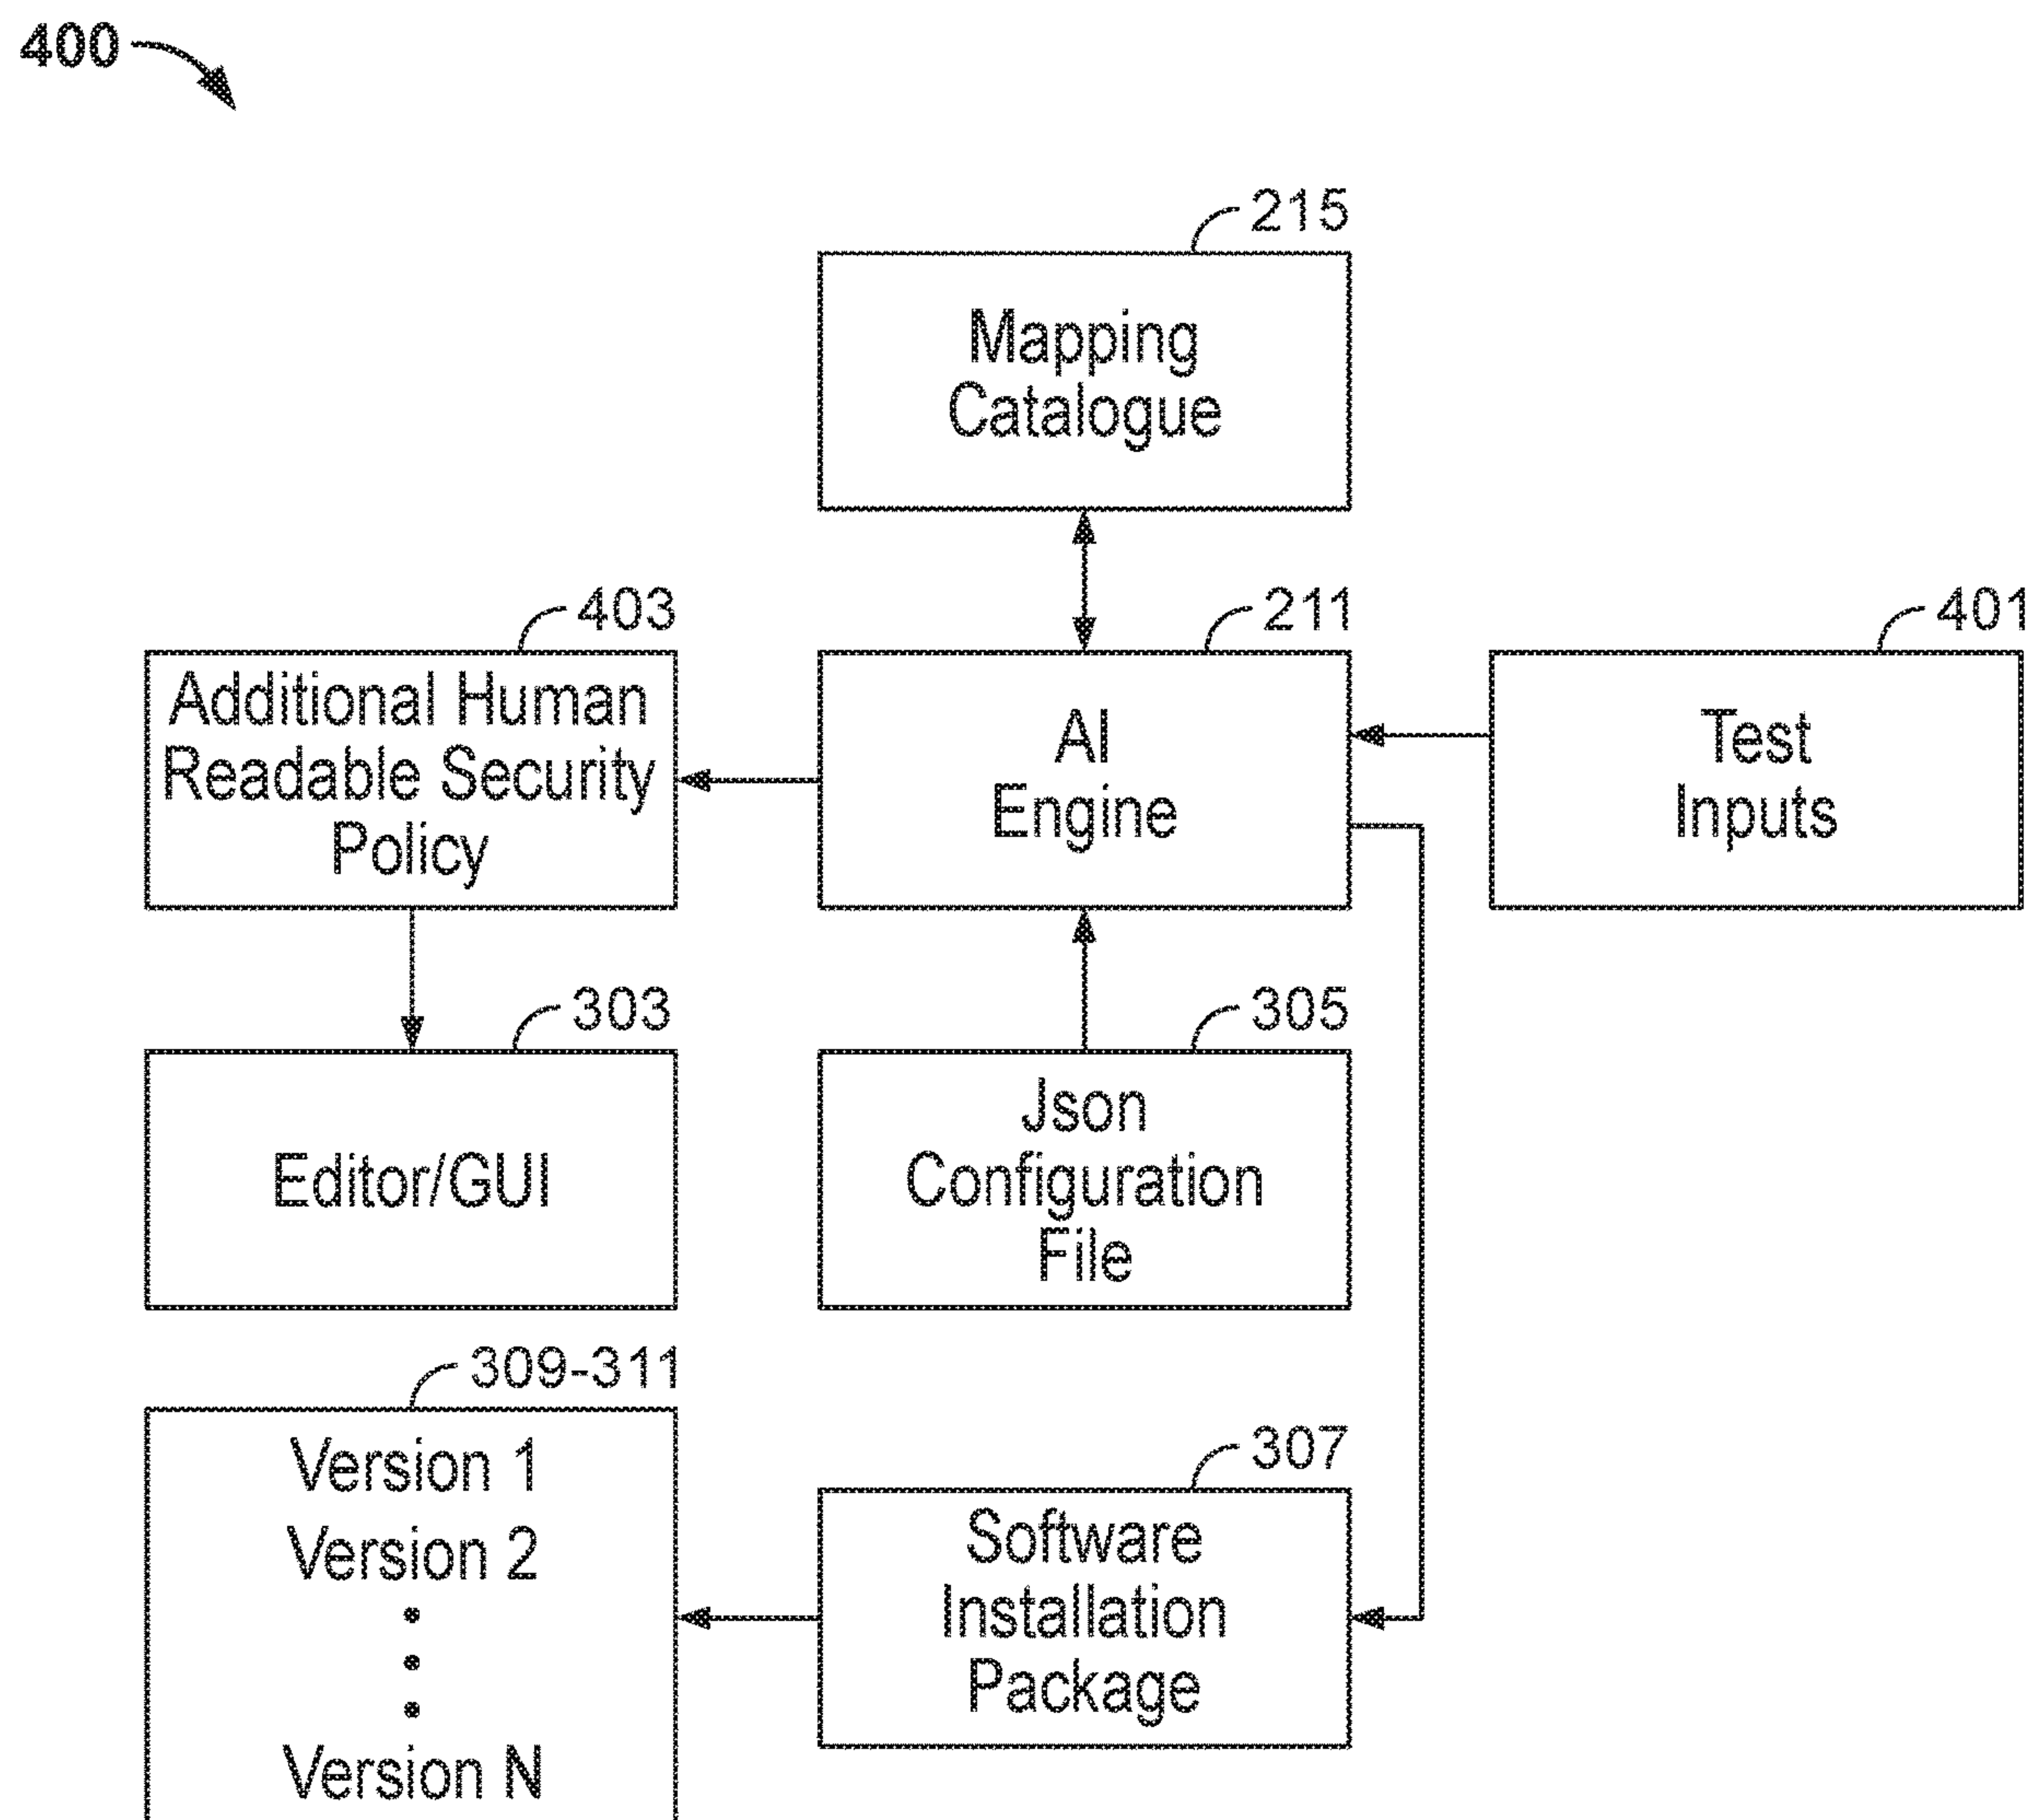 400
215
Mapping
Catalogue
403
Additional Human
Readable Security
Policy
211
AI
Engine
401
Test
Inputs
303
Editor/GUI
305
Json
Configuration
File
309-311
Version 1
Version 2
Version N
307
Software
Installation
Package